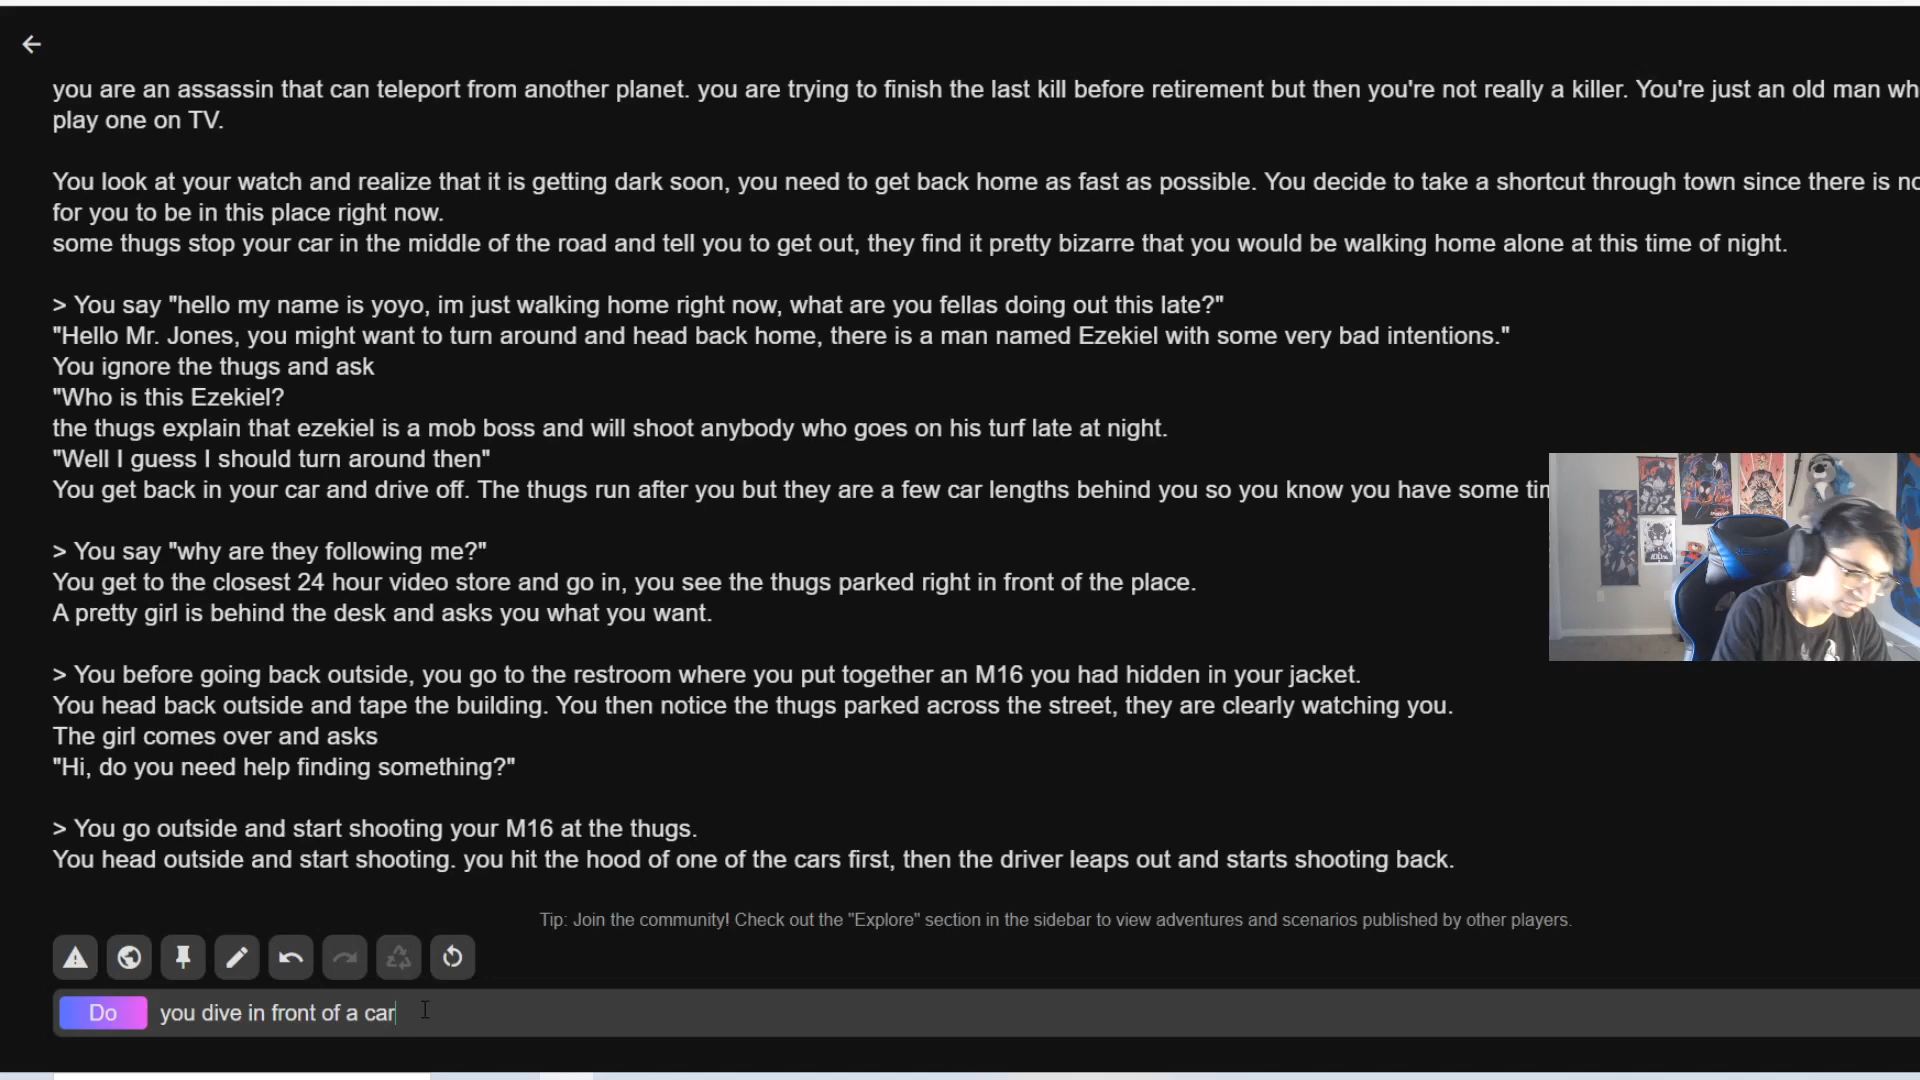 you are an assassin that can teleport from another planet. you are trying to finish the last kill before retirement but then you're not really a killer. You're just an old man
play one on TV.
You look at your watch and realize that it is getting dark soon, you need to get back home as fast as possible. You decide to take a shortcut through town since there is
for you to be in this place right now.
some thugs stop your car in the middle of the road and tell you to get out, they find it pretty bizarre that you would be walking home alone at this time of night.
> You say "hello my name is yoyo, im just walking home right now, what are you fellas doing out this late?"
"Hello Mr. Jones, you might want to turn around and head back home, there is a man named Ezekiel with some very bad intentions."
You ignore the thugs and ask
"Who is this Ezekiel?
the thugs explain that ezekiel is a mob boss and will shoot anybody who goes on his turf late at night.
"Well I guess I should turn around then"
You get back in your car and drive off. The thugs run after you but they are a few car lengths behind you so you know you have some
> You say "why are they following me?"
You get to the closest 24 hour video store and go in, you see the thugs parked right in front of the place.
A pretty girl is behind the desk and asks you what you want.
> You before going back outside, you go to the restroom where you put together an M16 you had hidden in your jacket.
You head back outside and tape the building. You then notice the thugs parked across the street, they are clearly watching you.
The girl comes over and asks
"Hi, do you need help finding something?"
> You go outside and start shooting your M16 at the thugs.
You head outside and start shooting. you hit the hood of one of the cars first, then the driver leaps out and starts shooting back.
Tip: Join the community! Check out the "Explore" section in the sidebar to view adventures and scenarios published by other players.
Do you dive in front of a car